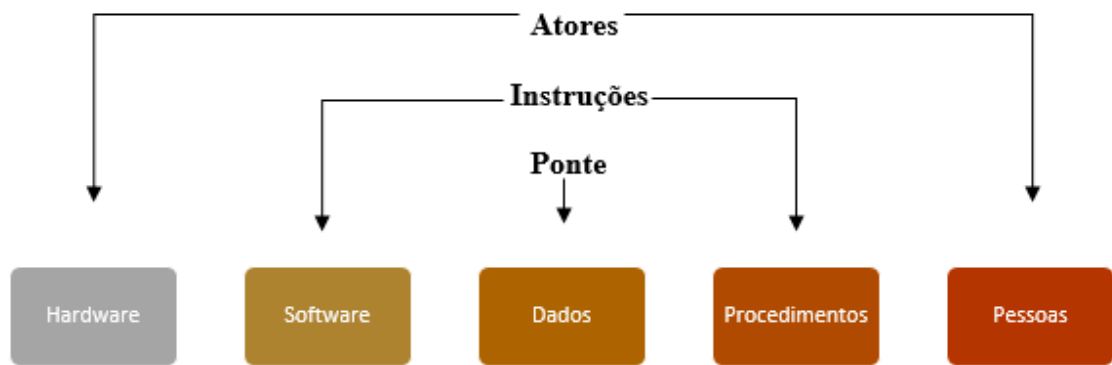 Atores
Instruções
Ponte
Hardware
Software
Dados
Procedimentos
Pessoas